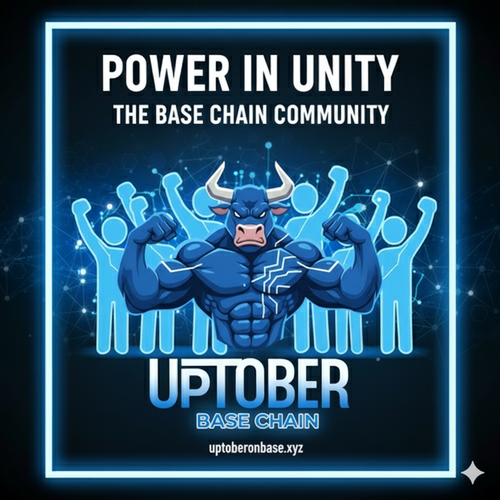 POWER IN UNITY
THE BASE CHAIN COMMUNITY
UPTOBER
BASE CHAIN
uptoberonbase.xyz